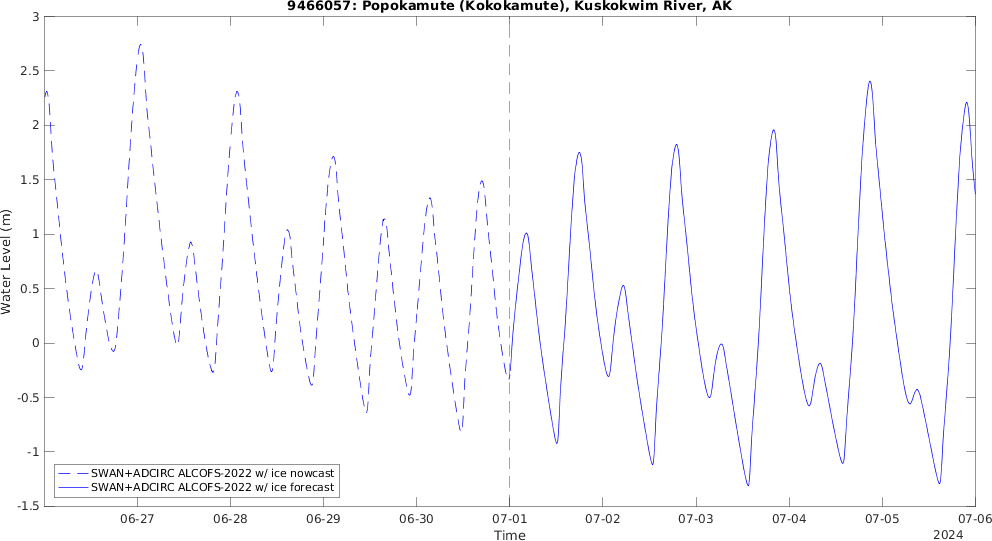 9466057: Popokamute (Kokokamute), Kuskokwim River, AK
3
2.5
2
1.5
1
0.5
0
-0.5
-1
-1.5
Water Level (m)
SWAN+ADCIRC ALCOFS-2022 w/ ice nowcast
SWAN+ADCIRC ALCOFS-2022 w/ ice forecast
06-27 06-28 06-29 06-30 07-01 07-02 07-03 07-04 07-05 07-06
Time
2024